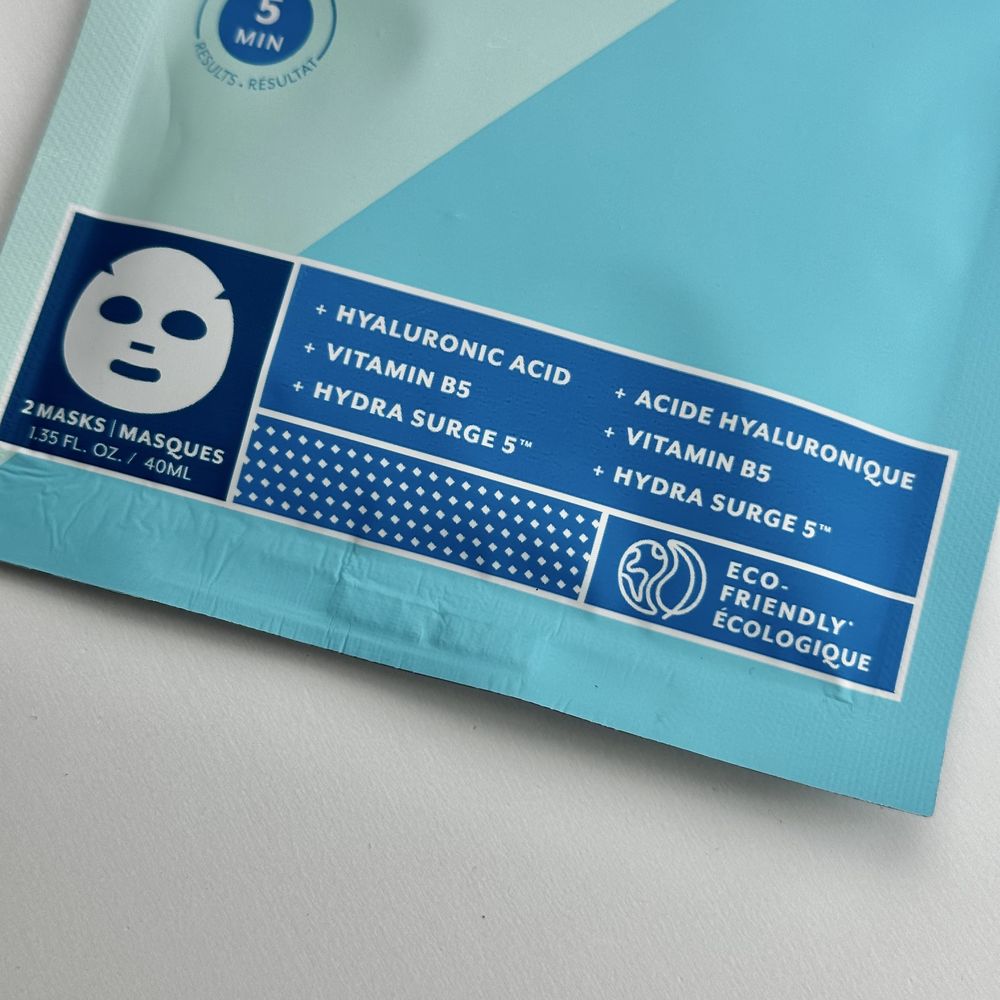 5
MIN
RESULTS • RÉSULTAT
+ HYALURONIC ACID
+ VITAMIN B5
+ HYDRA SURGE 5™
+ ACIDE HYALURONIQUE
+ VITAMIN B5
+ HYDRA SURGE 5™
2 MASKS | MASQUES
1.35 FL. OZ. / 40ML
ECO-
FRIENDLY*
ÉCOLOGIQUE